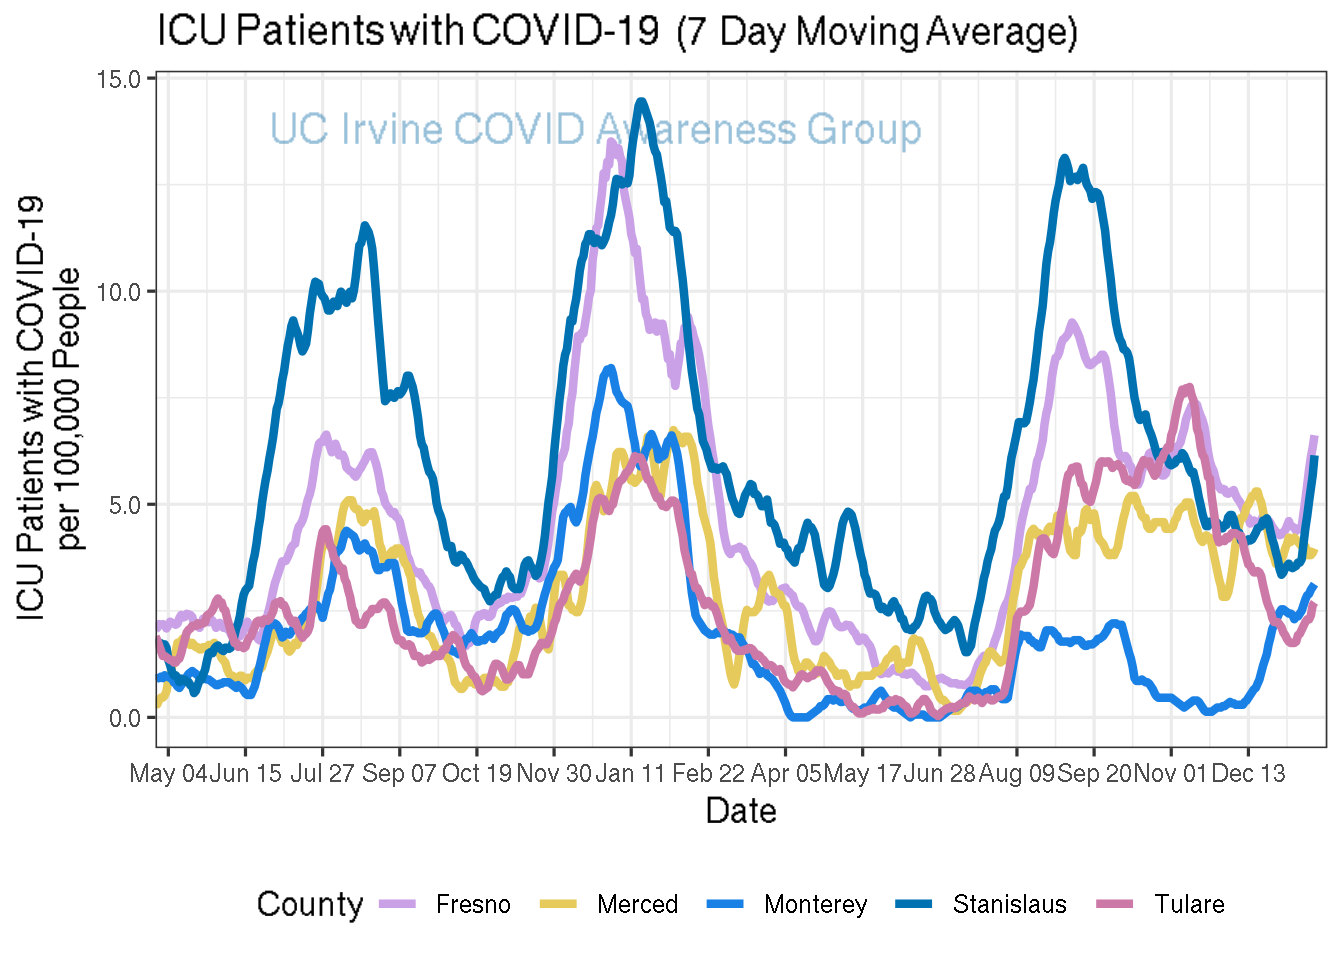 ICU Patients with COVID-19 (7 Day Moving Average)
UC Irvine COVID Awareness Group
ICU Patients with COVID-19
per 100,000 People
15.0
10.0
5.0
0.0
May 04 Jun 15 Jul 27 Sep 07 Oct 19 Nov 30 Jan 11 Feb 22 Apr 05 May 17 Jun 28 Aug 09 Sep 20 Nov 01 Dec 13
Date
County Fresno Merced Monterey Stanislaus Tulare